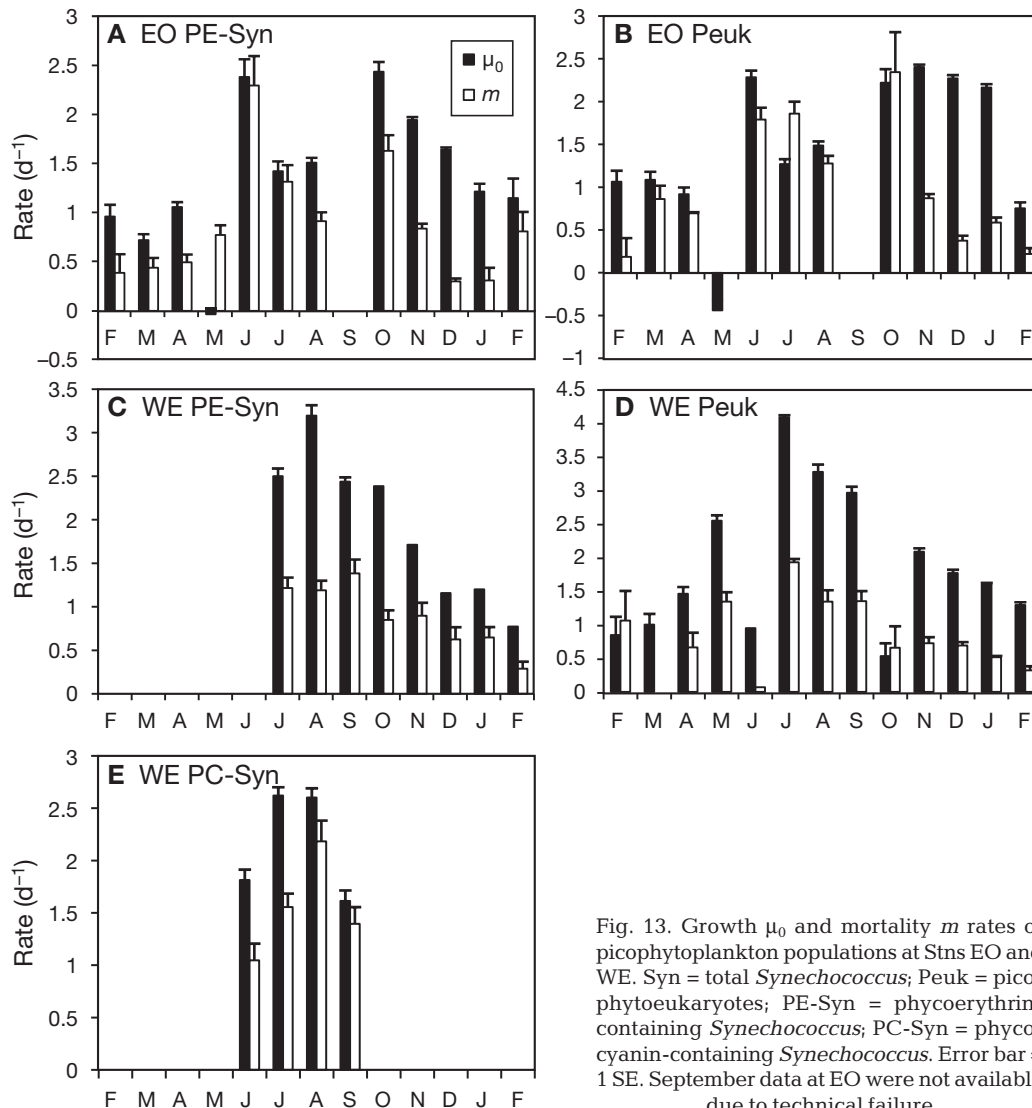 A EO PE-Syn
μ0
m
Rate (d–1)
3
2.5
2
1.5
1
0.5
0
–0.5
F M A M J J A S O N D J F
B EO Peuk
3
2.5
2
1.5
1
0.5
0
–0.5
–1
F M A M J J A S O N D J F
C WE PE-Syn
Rate (d–1)
3.5
3
2.5
2
1.5
1
0.5
0
F M A M J J A S O N D J F
D WE Peuk
4.5
4
3.5
3
2.5
2
1.5
1
0.5
0
F M A M J J A S O N D J F
E WE PC-Syn
Rate (d–1)
3
2.5
2
1.5
1
0.5
0
F M A M J J A S O N D J F
Fig. 13. Growth μ0 and mortality m rates o
picophytoplankton populations at Stns EO and
WE. Syn = total Synechococcus; Peuk = pico
phytoeukaryotes; PE-Syn = phycoerythrin
containing Synechococcus; PC-Syn = phyco
cyanin-containing Synechococcus. Error bar =
1 SE. September data at EO were not availabl
due to technical failure